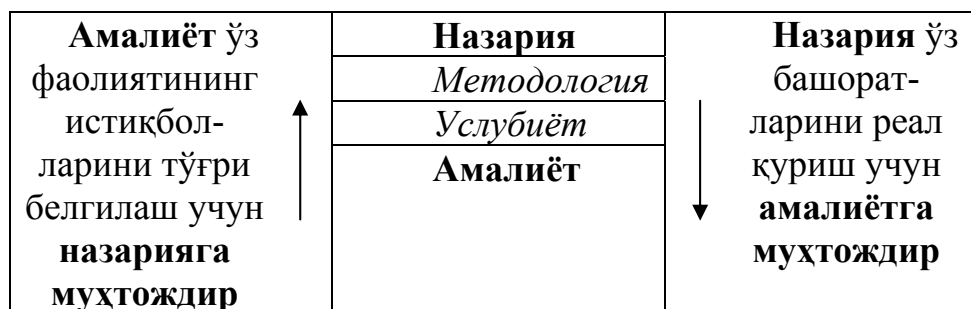 Амалиёт ўз
фаолиятининг
истиқбол-
ларини тўғри
белгилаш учун
назарияга
муҳтождир
Назария
Методология
Услубиёт
Амалиёт
Назария ўз
башорат-
ларини реал
қуриш учун
амалиётга
муҳтождир